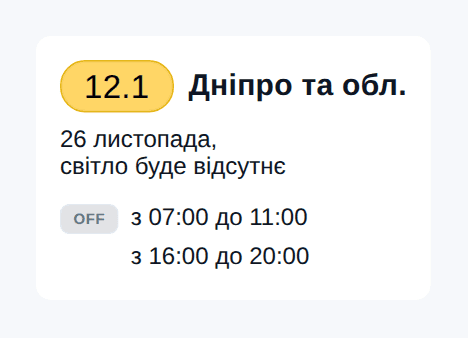 12.1 Дніпро та обл.
26 листопада,
світло буде відсутнє
OFF з 07:00 до 11:00
з 16:00 до 20:00